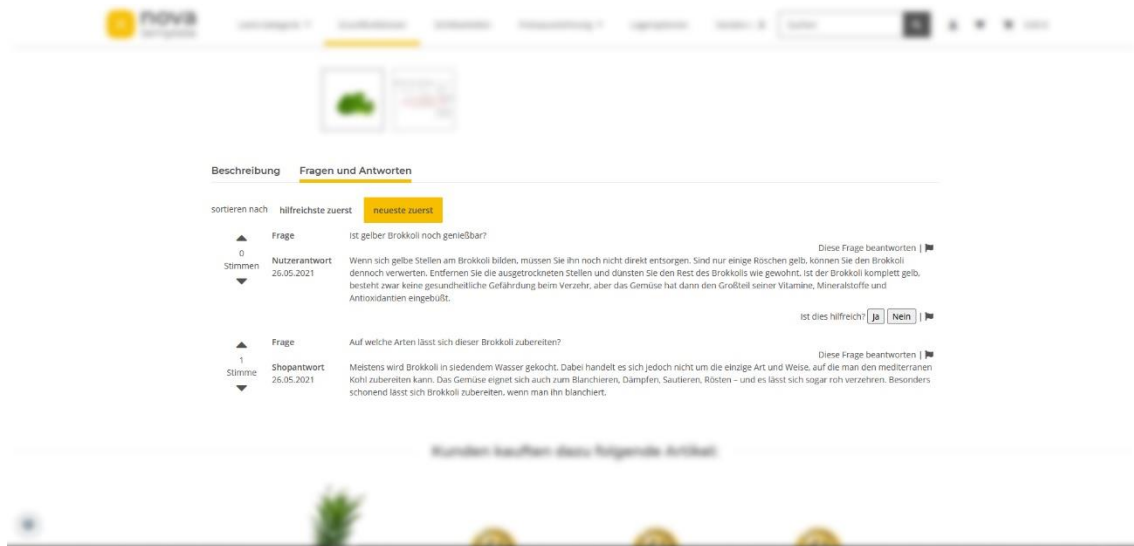 nova
template
Beschreibung Fragen und Antworten
sortieren nach hilfreichste zuerst neueste zuerst
Frage Ist gelber Brokkoli noch genießbar?
0
Stimmen
Diese Frage beantworten |
Nutzerantwort
26.05.2021
Wenn sich gelbe Stellen am Brokkoli bilden, müssen Sie ihn noch nicht direkt entsorgen. Sind nur einige Röschen gelb, können Sie den Brokkoli
dennoch verwerten. Entfernen Sie die ausgetrockneten Stellen und dünsten Sie den Rest des Brokkolis wie gewohnt. Ist der Brokkoli komplett gelb,
besteht zwar keine gesundheitliche Gefährdung beim Verzehr, aber das Gemüse hat dann den Großteil seiner Vitamine, Mineralstoffe und
Antioxidantien eingebüßt.
Ist dies hilfreich? Ja Nein |
Frage Auf welche Arten lässt sich dieser Brokkoli zubereiten?
1
Stimme
Diese Frage beantworten |
Shopantwort
26.05.2021
Meistens wird Brokkoli in siedendem Wasser gekocht. Dabei handelt es sich jedoch nicht um die einzige Art und Weise, auf die man den mediterranen
Kohl zubereiten kann. Das Gemüse eignet sich auch zum Blanchieren, Dämpfen, Sautieren, Rösten – und es lässt sich sogar roh verzehren. Besonders
schonend lässt sich Brokkoli zubereiten, wenn man ihn blanchiert.
Kunden kauften dazu folgende Artikel: